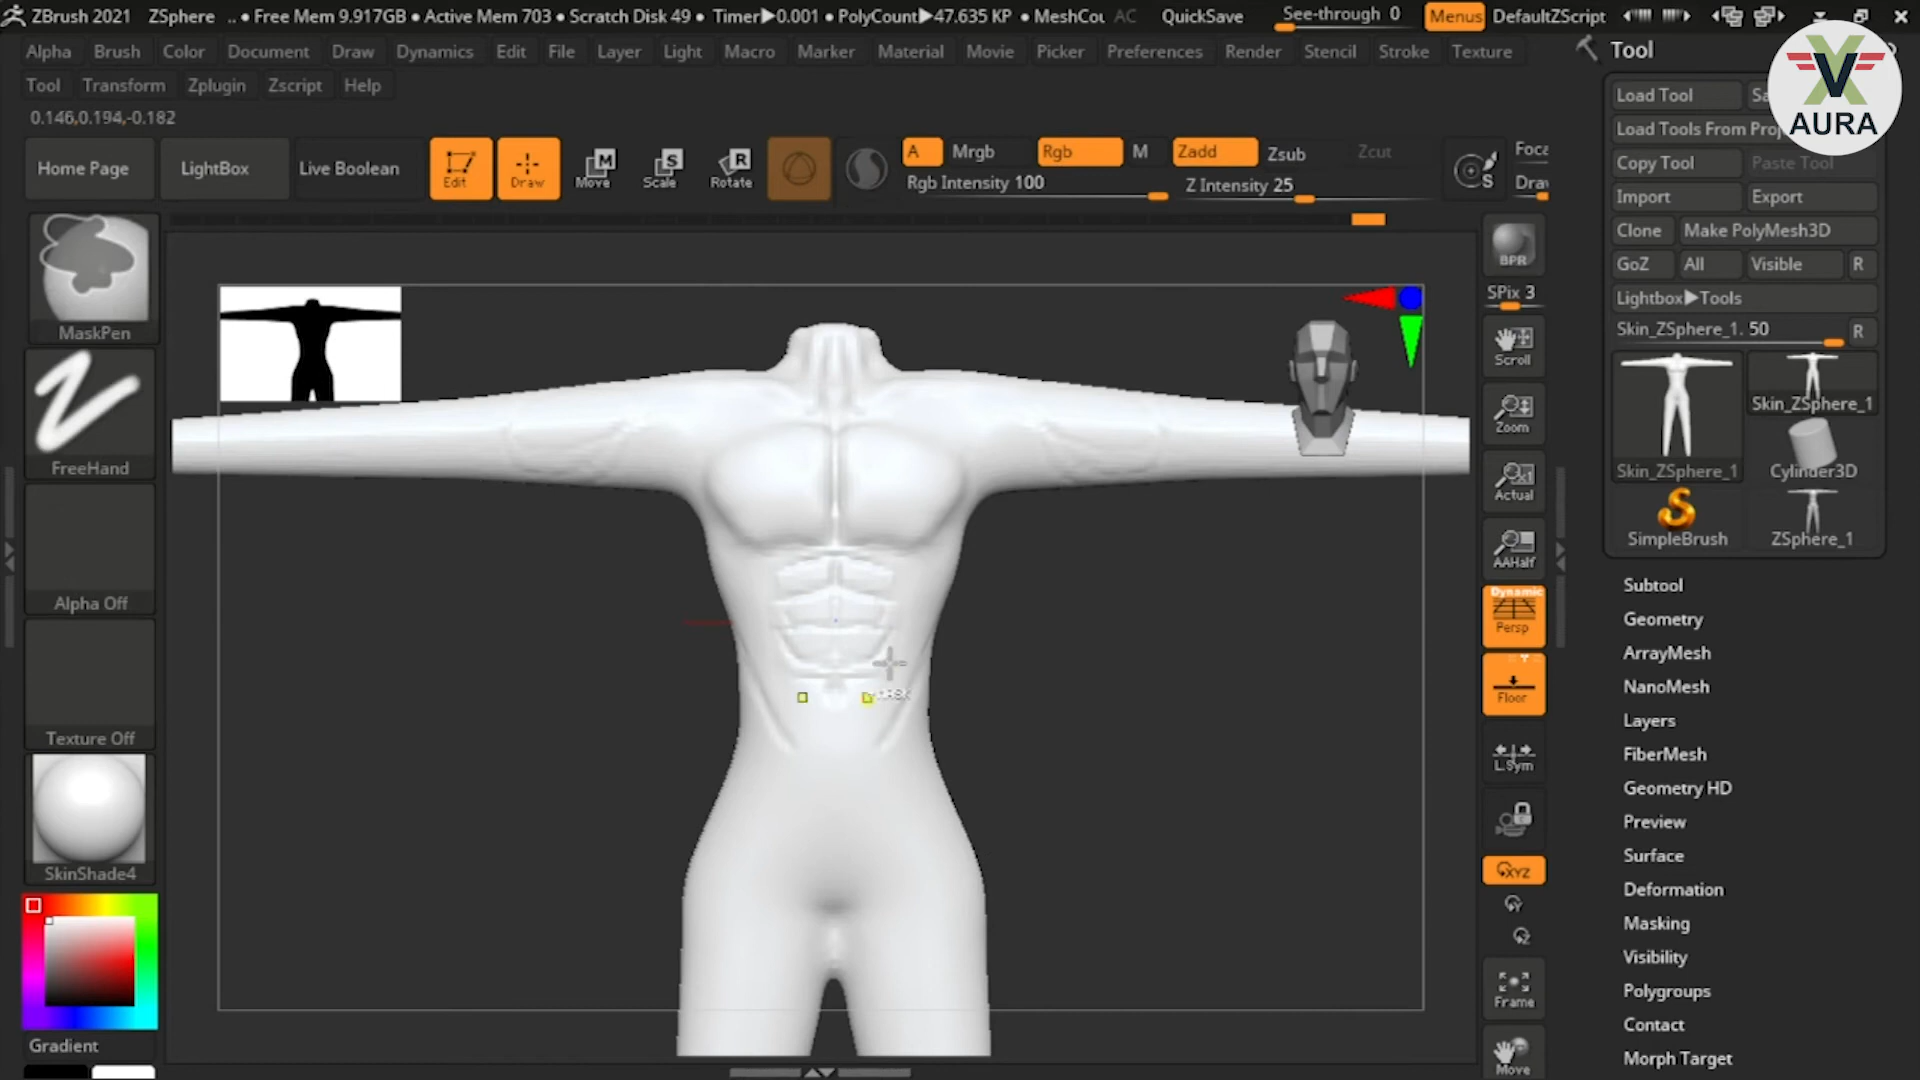 ZBrush 2021 ZSphere .. • Free Mem 9.917GB • Active Mem 703 • Scratch Disk 49 • Timer▶0.001 • PolyCount▶47.635 KP • MeshCou AC QuickSave See-through 0 Menus DefaultZScript
Alpha Brush Color Document Draw Dynamics Edit File Layer Light Macro Marker Material Movie Picker Preferences Render Stencil Stroke Texture
Tool Transform Zplugin Zscript Help
0.146,0.194,-0.182
Home Page LightBox Live Boolean Edit Draw Move Scale Rotate A Mrgb Rgb M Zadd Zsub Zcut Foca
M S R
Rgb Intensity 100 Z Intensity 25 S Drav
MaskPen
FreeHand
Alpha Off
Texture Off
SkinShade4
Gradient
BPR
SPix 3
Scroll
Zoom
Actual
AAHalf
Dynamic
Persp
Floor
L.Sym
XYZ
Y
Z
Frame
Move
Tool
VX
AURA
Load Tool Sa
Load Tools From Proj
Copy Tool Paste Tool
Import Export
Clone Make PolyMesh3D
GoZ All Visible R
Lightbox▶Tools
Skin_ZSphere_1. 50 R
Skin_ZSphere_1
Skin_ZSphere_1 Cylinder3D
SimpleBrush ZSphere_1
Subtool
Geometry
ArrayMesh
NanoMesh
Layers
FiberMesh
Geometry HD
Preview
Surface
Deformation
Masking
Visibility
Polygroups
Contact
Morph Target